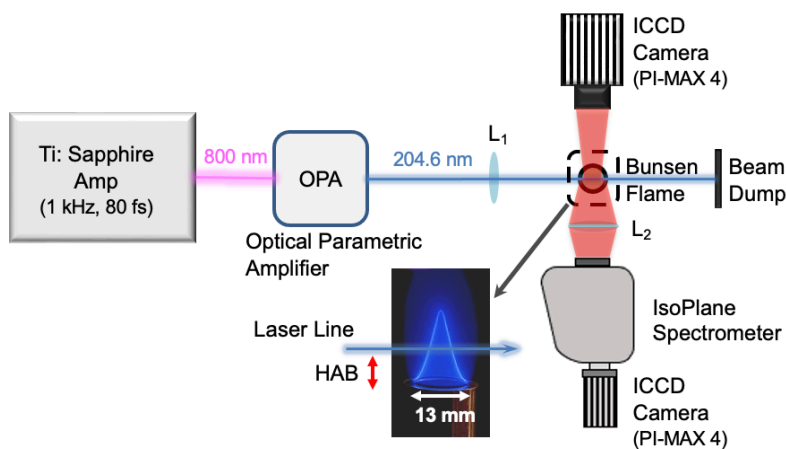 ICCD
Camera
(PI-MAX 4)
Ti: Sapphire
Amp
(1 kHz, 80 fs)
800 nm
OPA
204.6 nm
L1
Bunsen
Flame
Beam
Dump
Optical Parametric
Amplifier
L2
Laser Line
HAB
13 mm
IsoPlane
Spectrometer
ICCD
Camera
(PI-MAX 4)